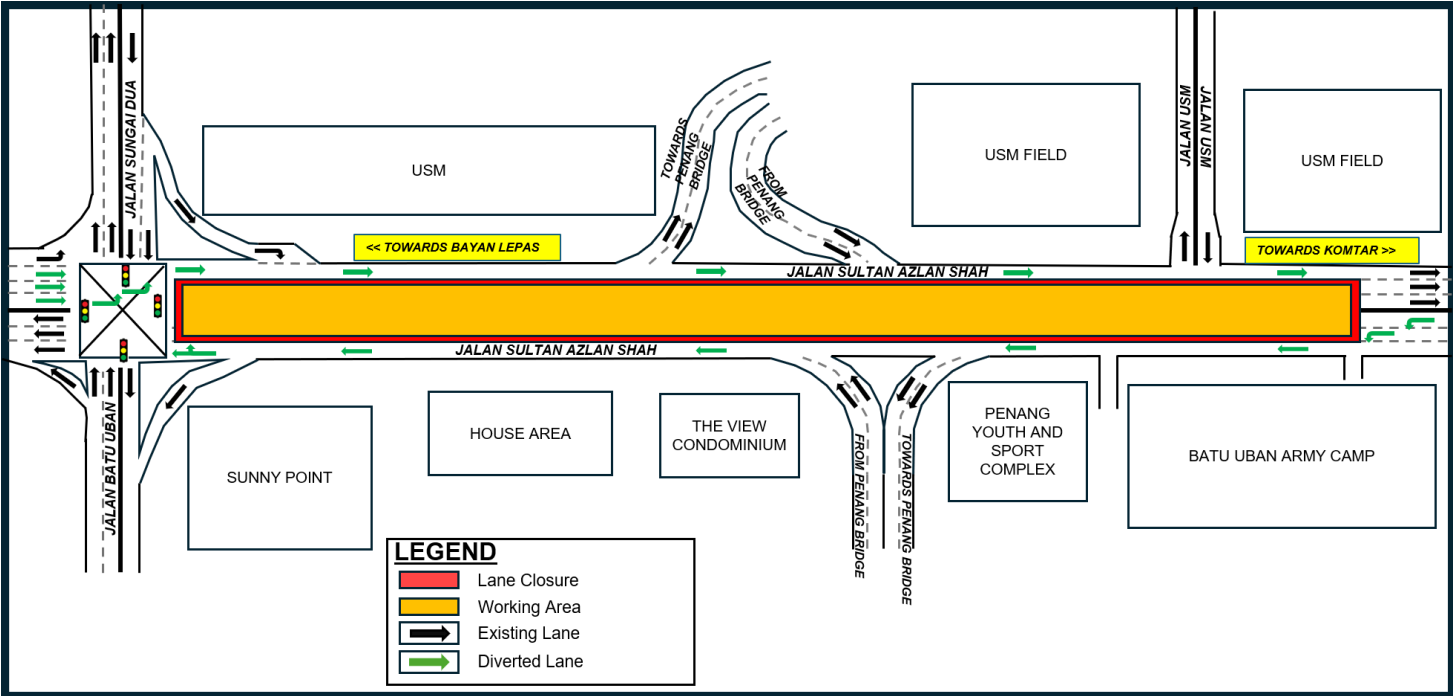 JALAN SUNGAI DUA
USM
TOWARDS
PENANG
BRIDGE
FROM
PENANG
BRIDGE
USM FIELD
JALAN USM
JALAN USM
USM FIELD
<< TOWARDS BAYAN LEPAS
TOWARDS KOMTAR >>
JALAN SULTAN AZLAN SHAH
JALAN SULTAN AZLAN SHAH
JALAN BATU UBAN
SUNNY POINT
HOUSE AREA
THE VIEW
CONDOMINIUM
FROM PENANG BRIDGE
TOWARDS PENANG BRIDGE
PENANG
YOUTH AND
SPORT
COMPLEX
BATU UBAN ARMY CAMP
LEGEND
Lane Closure
Working Area
Existing Lane
Diverted Lane